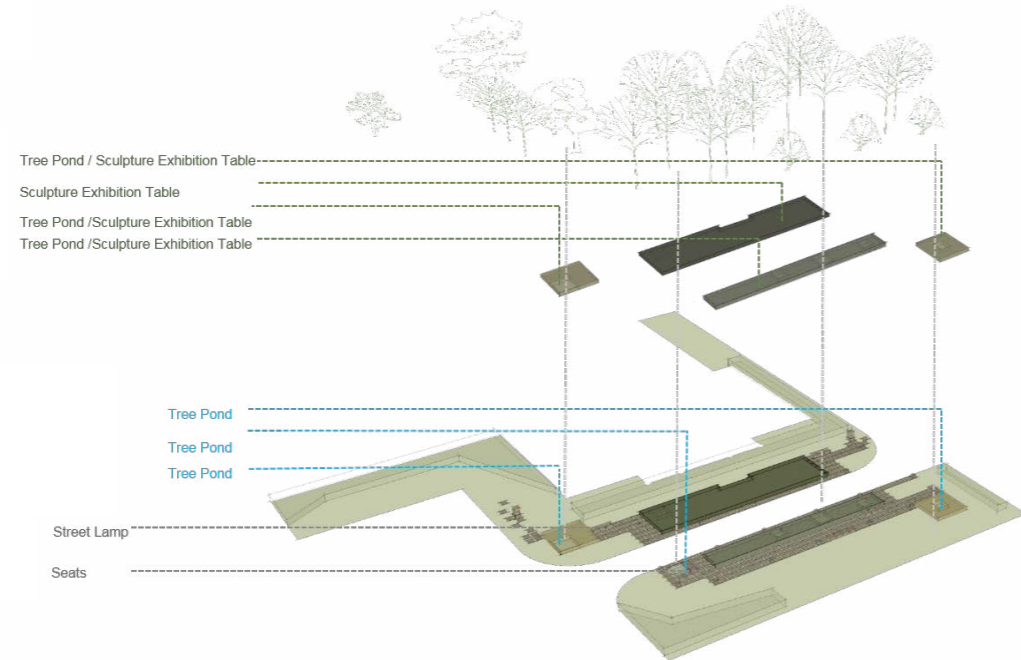 Tree Pond / Sculpture Exhibition Table
Sculpture Exhibition Table
Tree Pond /Sculpture Exhibition Table
Tree Pond /Sculpture Exhibition Table
Tree Pond
Tree Pond
Tree Pond
Street Lamp
Seats